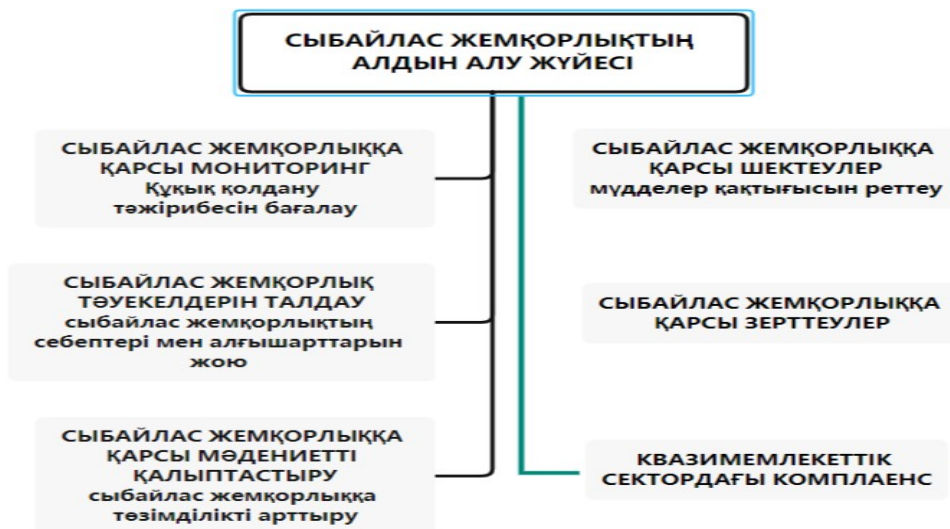 СЫБАЙЛАС ЖЕМҚОРЛЫҚТЫҢ
АЛДЫН АЛУ ЖҮЙЕСІ
СЫБАЙЛАС ЖЕМҚОРЛЫҚҚА
ҚАРСЫ МОНИТОРИНГ
Құқық қолдану
тәжірибесін бағалау
СЫБАЙЛАС ЖЕМҚОРЛЫҚ
ТӘУЕКЕЛДЕРІН ТАЛДАУ
сыбайлас жемқорлықтың
себептері мен алғышарттарын
жою
СЫБАЙЛАС ЖЕМҚОРЛЫҚҚА
ҚАРСЫ МӘДЕНИЕТТІ
ҚАЛЫПТАСТЫРУ
сыбайлас жемқорлыққа
төзімділікті арттыру
СЫБАЙЛАС ЖЕМҚОРЛЫҚҚА
ҚАРСЫ ШЕКТЕУЛЕР
мүдделер қақтығысын реттеу
СЫБАЙЛАС ЖЕМҚОРЛЫҚҚА
ҚАРСЫ ЗЕРТТЕУЛЕР
КВАЗИМЕМЛЕКЕТТІК
СЕКТОРДАҒЫ КОМПЛАЕНС